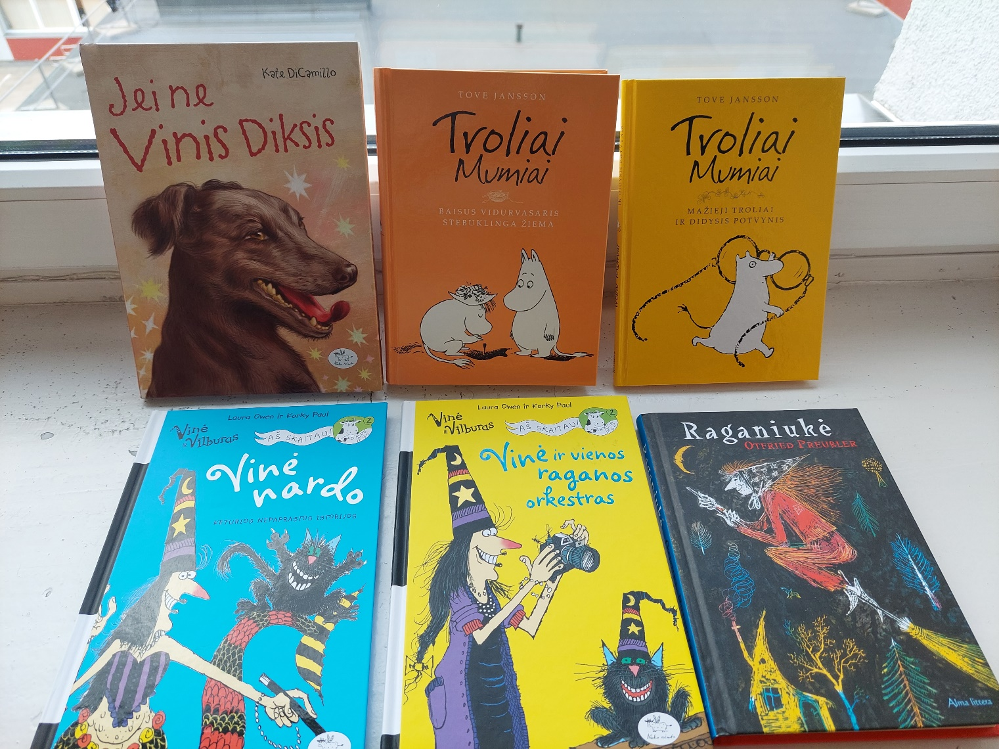 Kate DiCamillo
Jei ne
Vinis Diksis
TOVE JANSSON
Troliai
Mumiai
BAISUS VIDURVASARIS
STEBUKLINGA ŽIEMA
TOVE JANSSON
Troliai
Mumiai
MAŽIEJI TROLIAI
IR DIDYSIS POTVYNIS
Laura Owen ir Korky Paul
Vinė
ir Vilburas
AŠ SKAITAU!
2
Vinė
nardo
KETURIOS NEPAPRASTOS ISTORIJOS
Laura Owen ir Korky Paul
Vinė
ir Vilburas
AŠ SKAITAU!
2
Vinė ir vienos
raganos
orkestras
Raganiukė
OTFRIED PREUẞLER
Alma littera